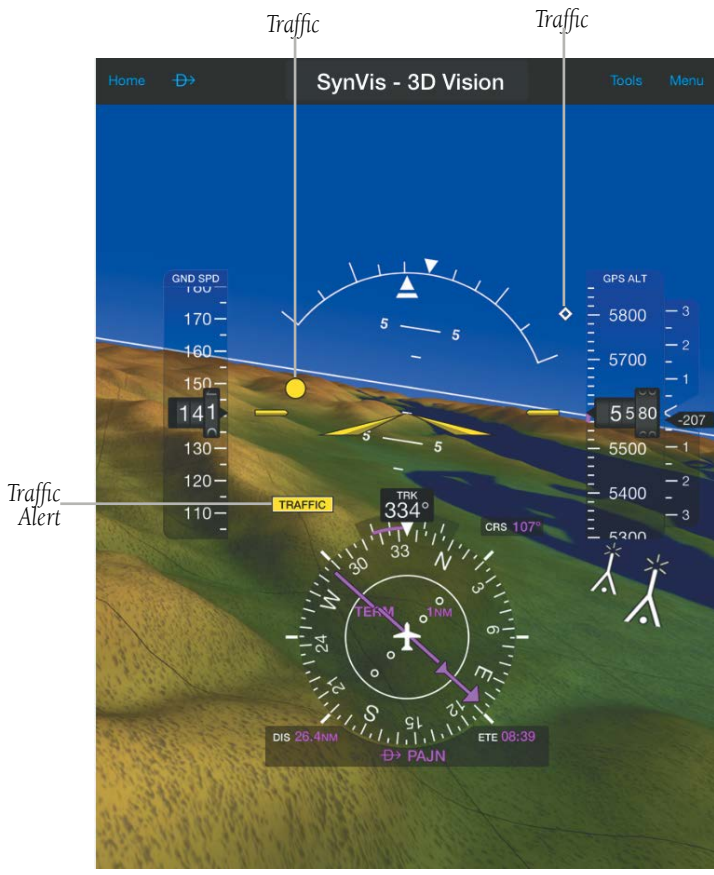 Traffic
Traffic
Home
SynVis - 3D Vision
Tools
Menu
GND SPD
GPS ALT
170
160
150
141
130
120
110
5 5
5 5
5800
5700
5580
5500
5400
5300
3
2
1
-207
1
2
3
Traffic
Alert
TRAFFIC
TRK
334°
CRS 107°
33
N
3
6
E
12
15
S
21
24
W
30
TERM
1NM
DIS 26.4NM
ETE 08:39
D PAJN